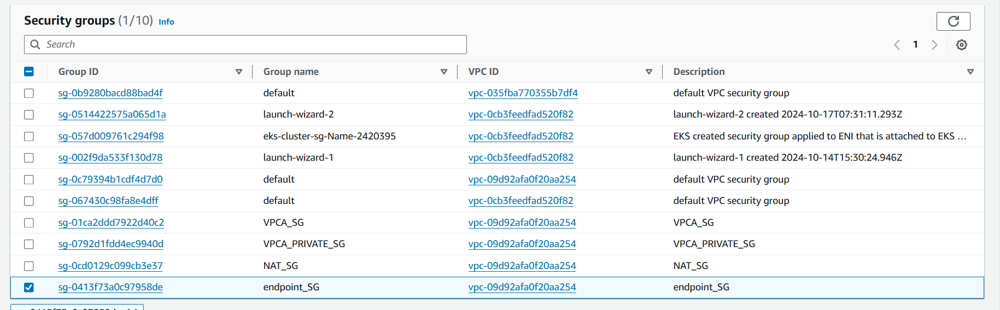 Security groups (1/10) Info
Search
1
Group ID Group name VPC ID Description
sg-0b9280bacd88bad4f default vpc-035fba770355b7df4 default VPC security group
sg-0514422575a065d1a launch-wizard-2 vpc-0cb3feedfad520f82 launch-wizard-2 created 2024-10-17T07:31:11.293Z
sg-057d009761c294f98 eks-cluster-sg-Name-2420395 vpc-0cb3feedfad520f82 EKS created security group applied to ENI that is attached to EKS ...
sg-002f9da533f130d78 launch-wizard-1 vpc-0cb3feedfad520f82 launch-wizard-1 created 2024-10-14T15:30:24.946Z
sg-0c79394b1cdf4d7d0 default vpc-09d92afa0f20aa254 default VPC security group
sg-067430c98fa8e4dff default vpc-0cb3feedfad520f82 default VPC security group
sg-01ca2ddd7922d40c2 VPCA_SG vpc-09d92afa0f20aa254 VPCA_SG
sg-0792d1fdd4ec9940d VPCA_PRIVATE_SG vpc-09d92afa0f20aa254 VPCA_PRIVATE_SG
sg-0cd0129c099cb3e37 NAT_SG vpc-09d92afa0f20aa254 NAT_SG
sg-0413f73a0c97958de endpoint_SG vpc-09d92afa0f20aa254 endpoint_SG